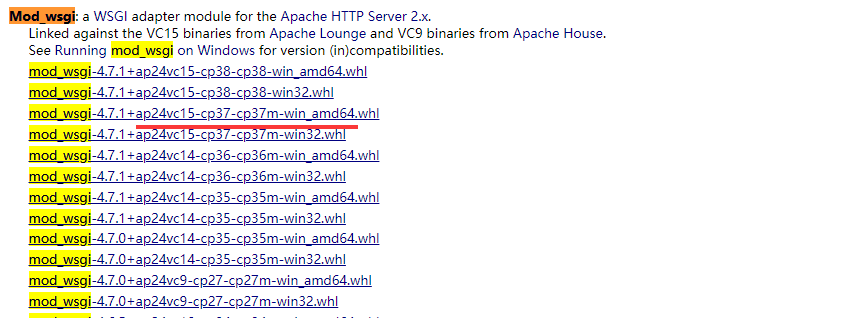 Mod_wsgi: a WSGI adapter module for the Apache HTTP Server 2.x.
Linked against the VC15 binaries from Apache Lounge and VC9 binaries from Apache House.
See Running mod_wsgi on Windows for version (in)compatibilities.
mod_wsgi-4.7.1+ap24vc15-cp38-cp38-win_amd64.whl
mod_wsgi-4.7.1+ap24vc15-cp38-cp38-win32.whl
mod_wsgi-4.7.1+ap24vc15-cp37-cp37m-win_amd64.whl
mod_wsgi-4.7.1+ap24vc15-cp37-cp37m-win32.whl
mod_wsgi-4.7.1+ap24vc14-cp36-cp36m-win_amd64.whl
mod_wsgi-4.7.1+ap24vc14-cp36-cp36m-win32.whl
mod_wsgi-4.7.1+ap24vc14-cp35-cp35m-win_amd64.whl
mod_wsgi-4.7.1+ap24vc14-cp35-cp35m-win32.whl
mod_wsgi-4.7.0+ap24vc14-cp35-cp35m-win_amd64.whl
mod_wsgi-4.7.0+ap24vc14-cp35-cp35m-win32.whl
mod_wsgi-4.7.0+ap24vc9-cp27-cp27m-win_amd64.whl
mod_wsgi-4.7.0+ap24vc9-cp27-cp27m-win32.whl